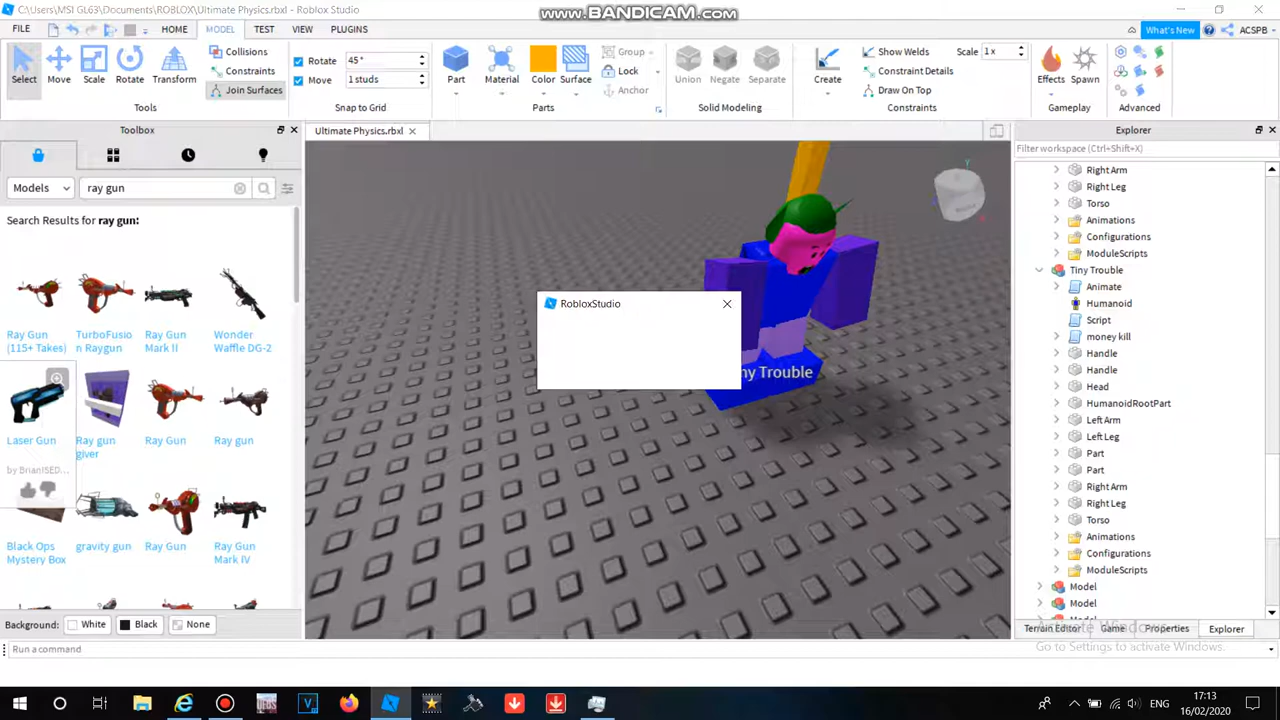 C:\Users\MSI GL63\Documents\ROBLOX\Ultimate Physics.rbxl - Roblox Studio
www.BANDICAM.com
FILE
HOME
MODEL
TEST
VIEW
PLUGINS
What's New
ACSPB
Select
Move
Scale
Rotate
Transform
Collisions
Constraints
Join Surfaces
Tools
Rotate
45°
Move
1 studs
Snap to Grid
Part
Material
Color
Surface
Group
Lock
Anchor
Parts
Union
Negate
Separate
Solid Modeling
Create
Show Welds
Scale
1 x
Constraint Details
Draw On Top
Constraints
Effects
Spawn
Gameplay
Advanced
Toolbox
Models
ray gun
Search Results for ray gun:
Ray Gun
(115+ Takes)
TurboFusio
n Raygun
Ray Gun
Mark II
Wonder
Waffle DG-2
Laser Gun
by BrianISED...
Ray gun
giver
Ray Gun
Ray gun
Black Ops
Mystery Box
gravity gun
Ray Gun
Ray Gun
Mark IV
Background:
White
Black
None
Run a command
Ultimate Physics.rbxl
RobloxStudio
ny Trouble
Explorer
Filter workspace (Ctrl+Shift+X)
Right Arm
Right Leg
Torso
Animations
Configurations
ModuleScripts
Tiny Trouble
Animate
Humanoid
Script
money kill
Handle
Handle
Head
HumanoidRootPart
Left Arm
Left Leg
Part
Part
Right Arm
Right Leg
Torso
Animations
Configurations
ModuleScripts
Model
Model
Terrain Editor
Game
Properties
Explorer
Activate Windows
Go to Settings to activate Windows.
ENG
17:13
16/02/2020